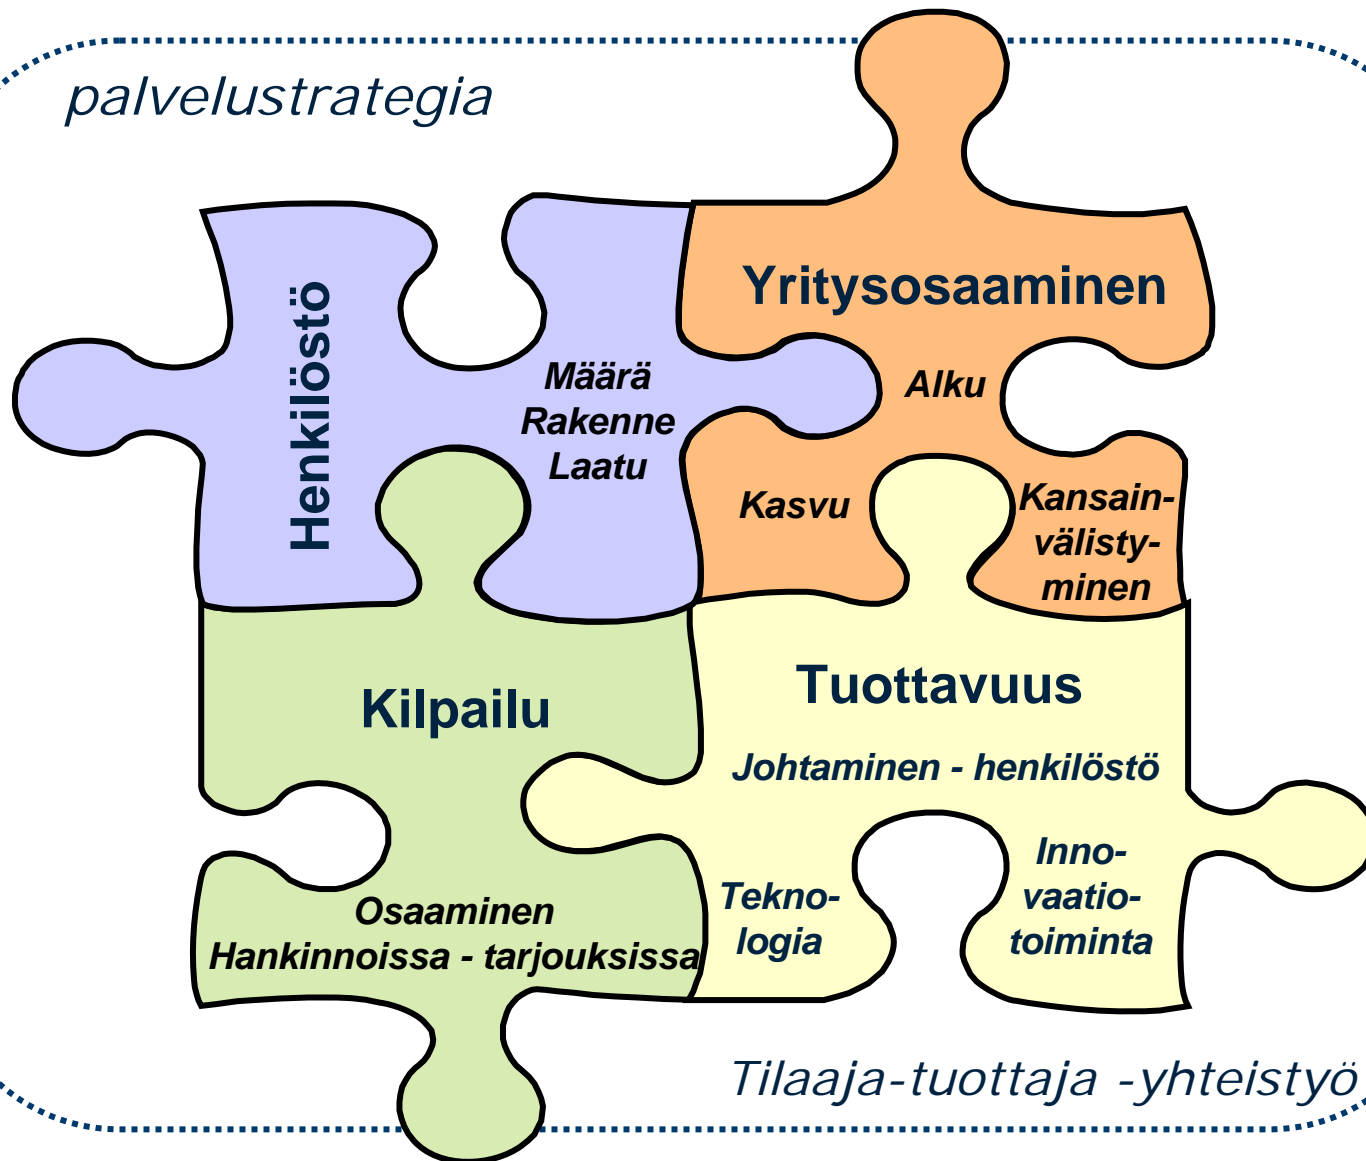 palvelustrategia
Henkilöstö
Määrä
Rakenne
Laatu
Yritysosaaminen
Alku
Kasvu
Kansain-
välisty-
minen
Kilpailu
Osaaminen
Hankinnoissa - tarjouksissa
Tuottavuus
Johtaminen - henkilöstö
Tekno-
logia
Inno-
vaatio-
toiminta
Tilaaja-tuottaja -yhteistyö